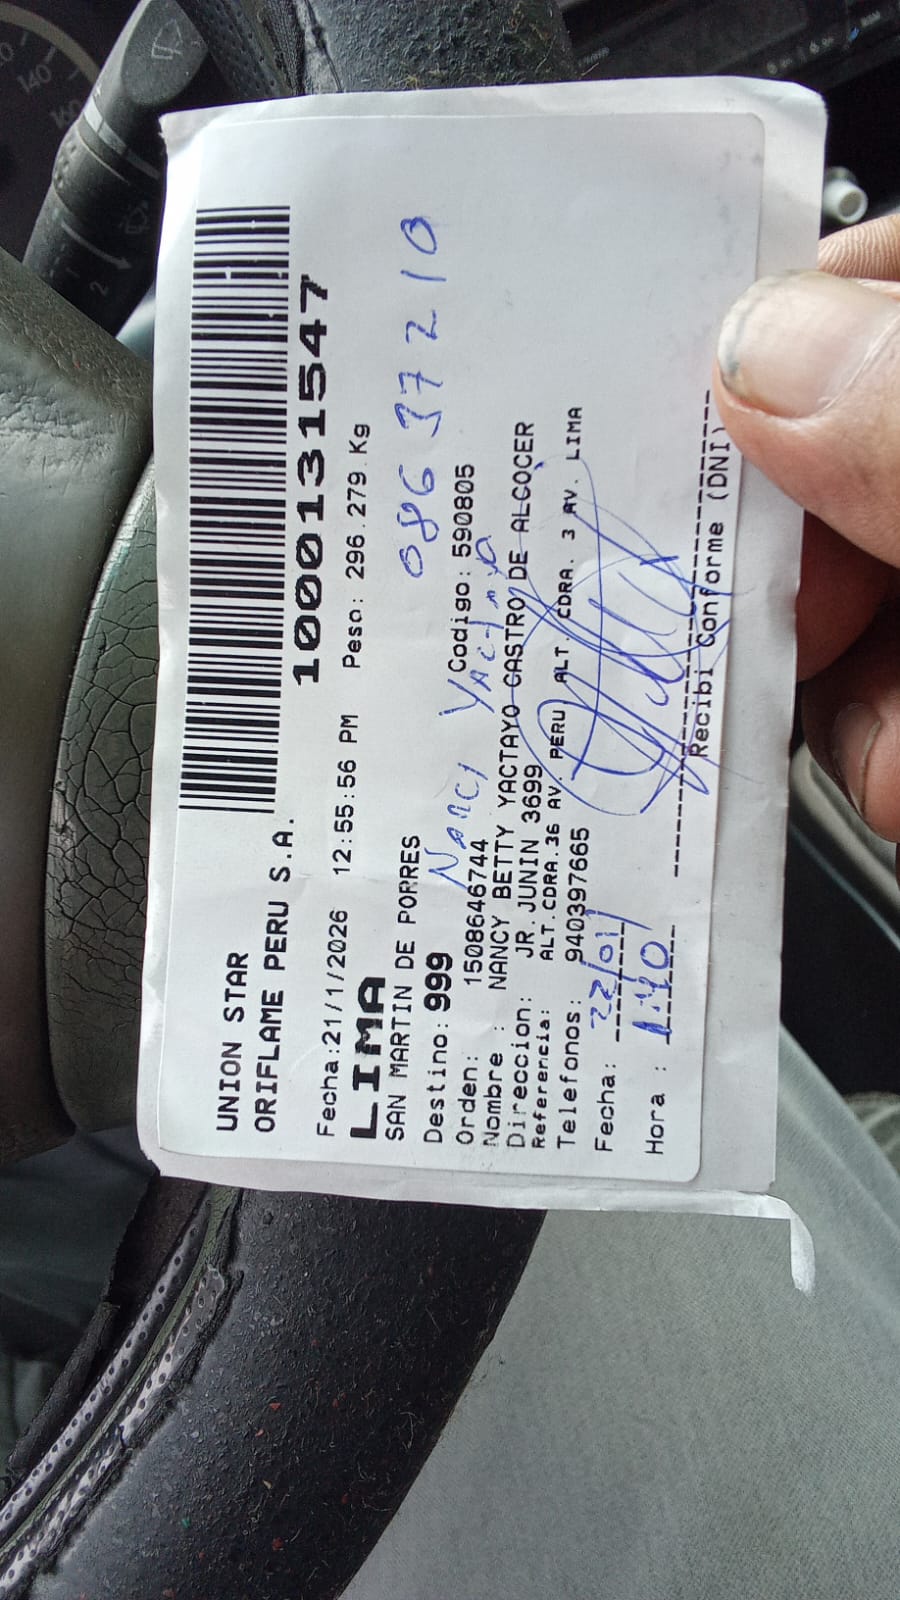 UNION STAR
ORIFLAME PERU S.A.
1000131547
Fecha:21/1/2026 12:55:56 PM Peso: 296.279 Kg
LIMA
SAN MARTIN DE PORRES
08637210
Destino: 999
Nanci Yactayo
Orden: 1508646744 Codigo: 590805
Nombre : NANCY BETTY YACTAYO CASTRO DE ALCOCER
Direccion: JR. JUNIN 3699
Referencia: ALT.CDRA.36 AV. PERU ALT. CDRA. 3 AV. LIMA
Telefonos: 940397665
Fecha: 22/01/
Hora : 1:40
Recibi Conforme (DNI)